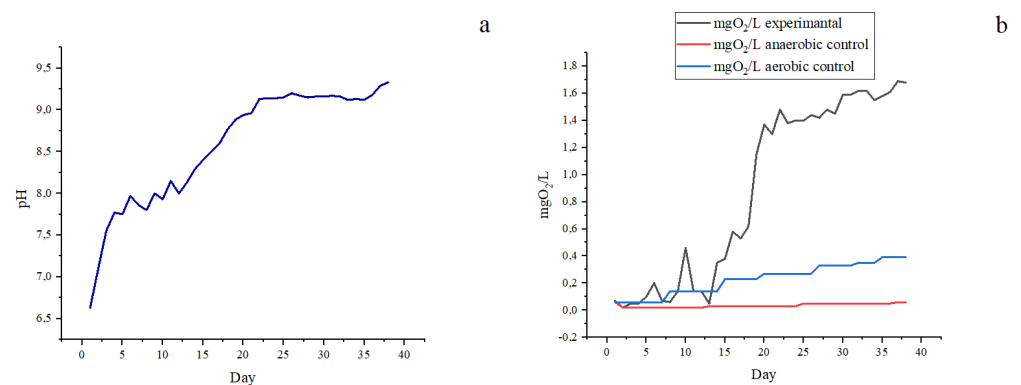 a
9,5
9,0
8,5
8,0
7,5
7,0
6,5
pH
0 5 10 15 20 25 30 35 40
Day
b
mgO₂/L experimantal
mgO₂/L anaerobic control
mgO₂/L aerobic control
1,8
1,6
1,4
1,2
1,0
0,8
0,6
0,4
0,2
0,0
-0,2
mgO₂/L
0 5 10 15 20 25 30 35 40
Day